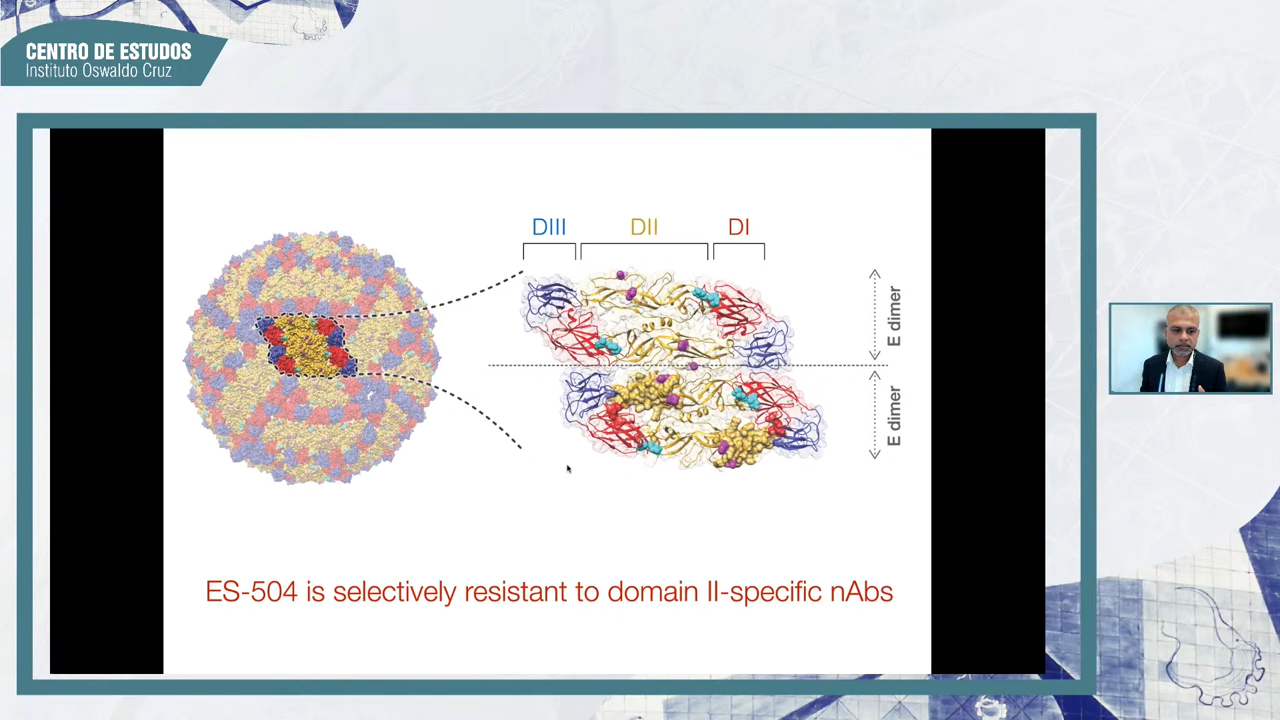 CENTRO DE ESTUDOS
Instituto Oswaldo Cruz
DIII DII DI
E dimer
E dimer
ES-504 is selectively resistant to domain II-specific nAbs